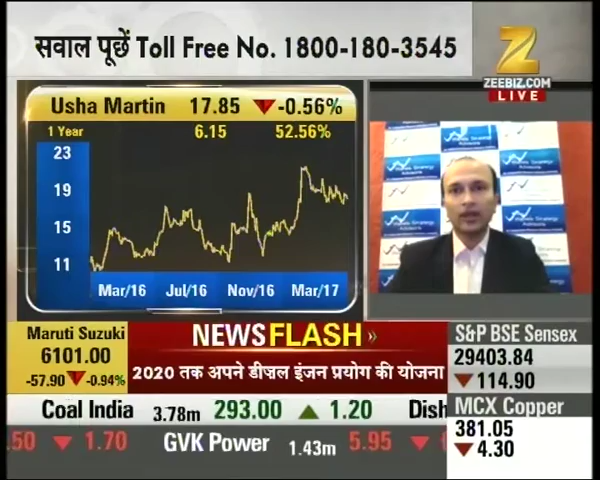 सवाल पूछें Toll Free No. 1800-180-3545
ZEEBIZ.COM
LIVE
Usha Martin 17.85 -0.56%
1 Year 6.15 52.56%
23
19
15
11
Mar/16 Jul/16 Nov/16 Mar/17
Maruti Suzuki
6101.00
-57.90 -0.94%
NEWSFLASH
2020 तक अपने डीज़ल इंजन प्रयोग की योजना
S&P BSE Sensex
29403.84
114.90
Coal India 3.78m 293.00 1.20 Dish
MCX Copper
381.05
4.30
.50 1.70 GVK Power 1.43m 5.95